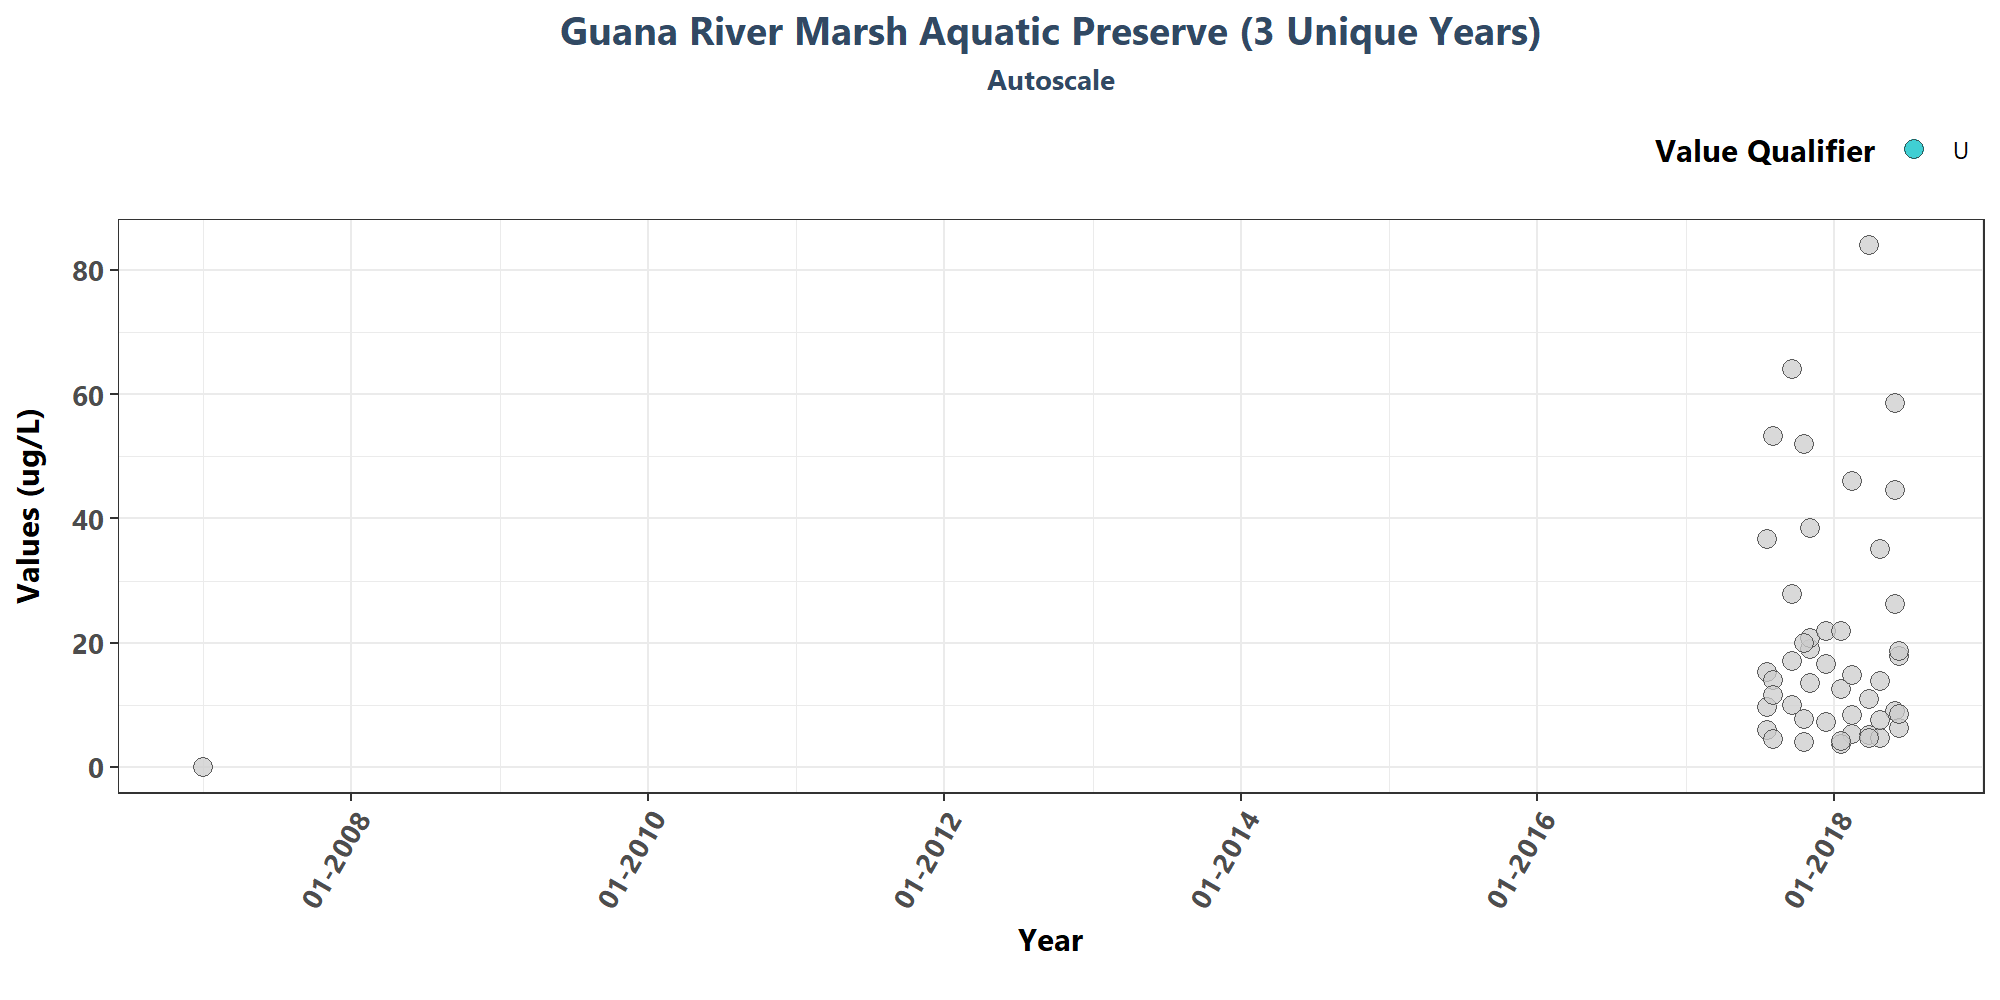 Guana River Marsh Aquatic Preserve (3 Unique Years)
Autoscale
Value Qualifier U
80
60
40
20
0
Values (ug/L)
01-2008 01-2010 01-2012 01-2014 01-2016 01-2018
Year